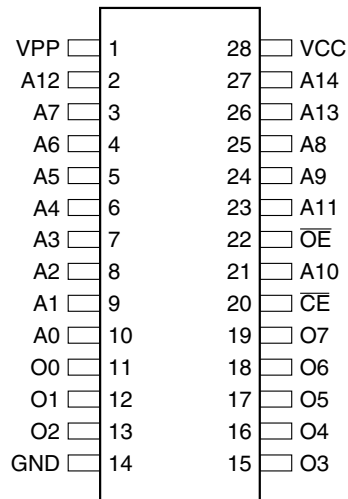 VPP 1 28 VCC
A12 2 27 A14
A7 3 26 A13
A6 4 25 A8
A5 5 24 A9
A4 6 23 A11
A3 7 22 O̅E̅
A2 8 21 A10
A1 9 20 C̅E̅
A0 10 19 O7
O0 11 18 O6
O1 12 17 O5
O2 13 16 O4
GND 14 15 O3